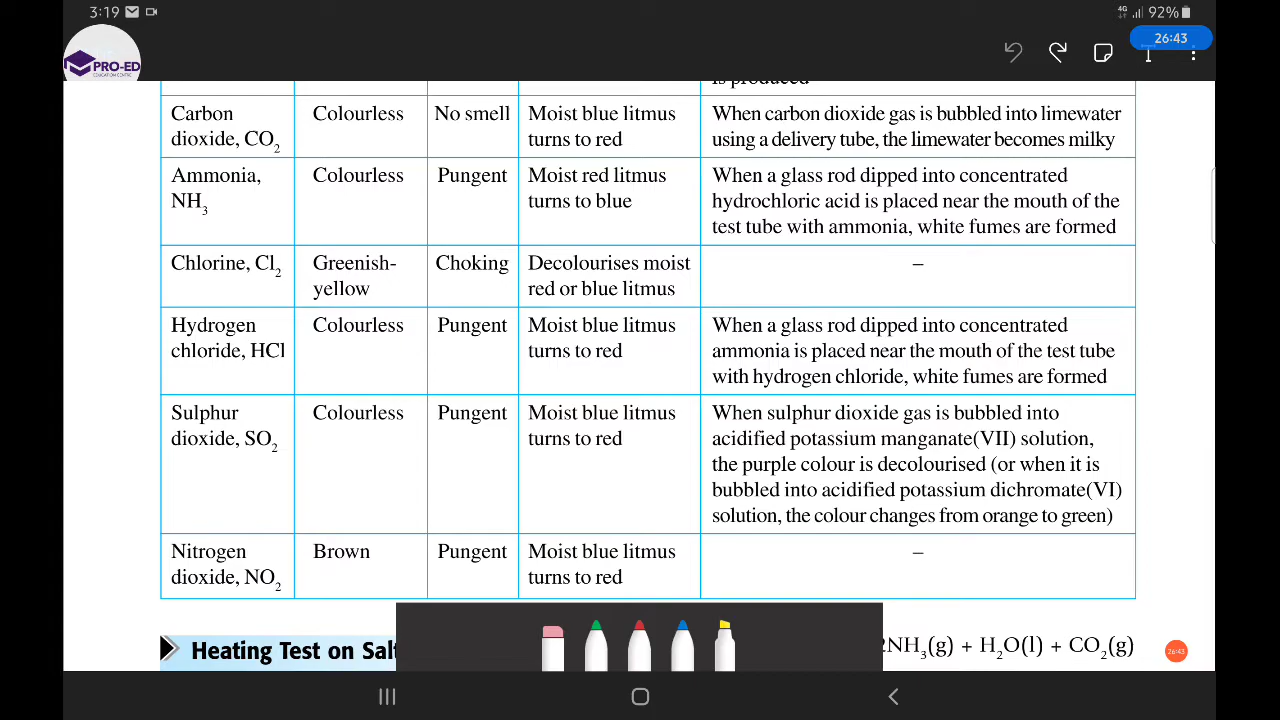 3:19
4G
92%
26:43
PRO-ED
EDUCATION CENTRE
is produced
Carbon dioxide, CO₂ | Colourless | No smell | Moist blue litmus turns to red | When carbon dioxide gas is bubbled into limewater using a delivery tube, the limewater becomes milky
Ammonia, NH₃ | Colourless | Pungent | Moist red litmus turns to blue | When a glass rod dipped into concentrated hydrochloric acid is placed near the mouth of the test tube with ammonia, white fumes are formed
Chlorine, Cl₂ | Greenish-yellow | Choking | Decolourises moist red or blue litmus | –
Hydrogen chloride, HCl | Colourless | Pungent | Moist blue litmus turns to red | When a glass rod dipped into concentrated ammonia is placed near the mouth of the test tube with hydrogen chloride, white fumes are formed
Sulphur dioxide, SO₂ | Colourless | Pungent | Moist blue litmus turns to red | When sulphur dioxide gas is bubbled into acidified potassium manganate(VII) solution, the purple colour is decolourised (or when it is bubbled into acidified potassium dichromate(VI) solution, the colour changes from orange to green)
Nitrogen dioxide, NO₂ | Brown | Pungent | Moist blue litmus turns to red | –
Heating Test on Salt
2NH₃(g) + H₂O(l) + CO₂(g)
26:43